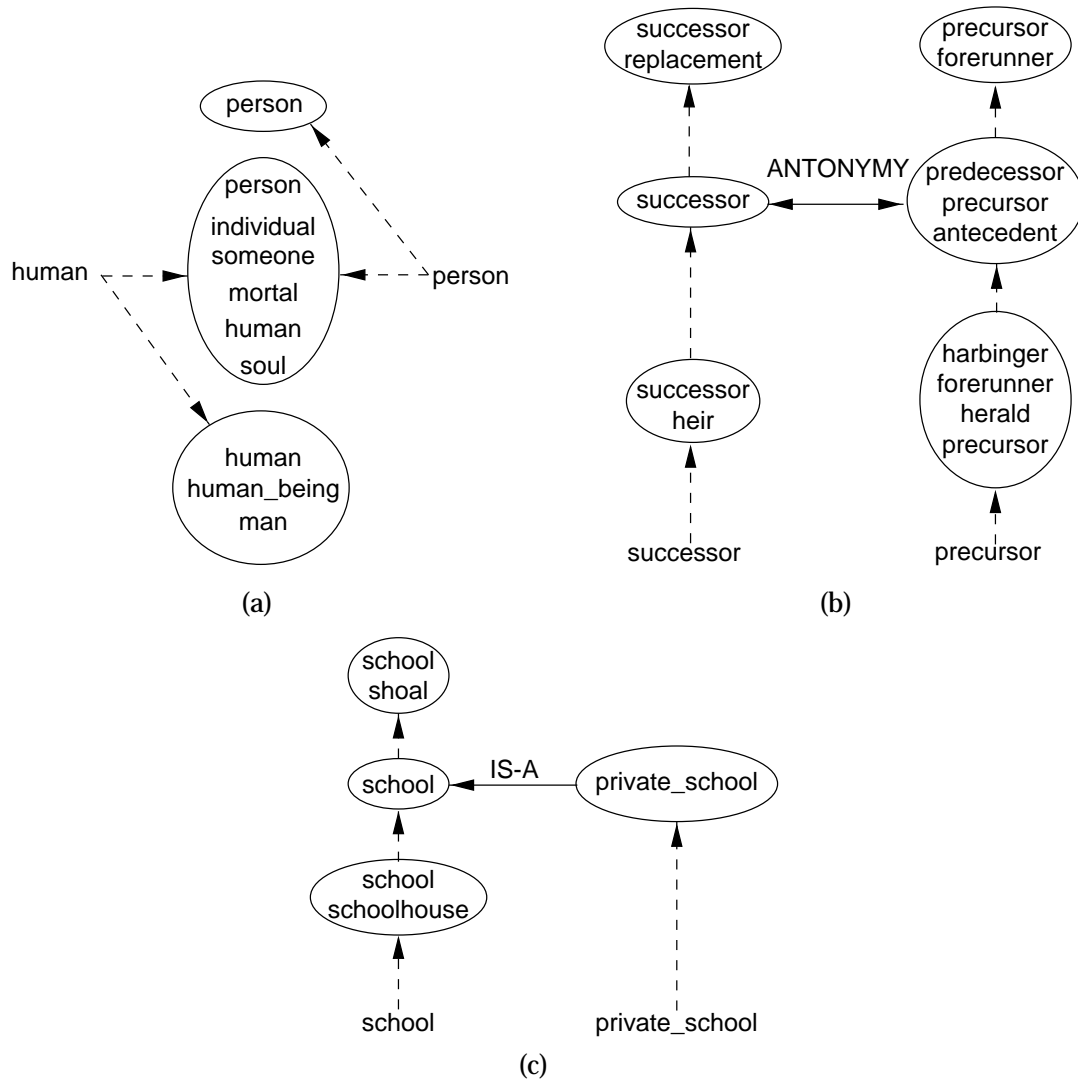 person
person
individual
someone
mortal
human
soul
human
person
human
human_being
man
(a)
successor
replacement
precursor
forerunner
ANTONYMY
successor
predecessor
precursor
antecedent
successor
heir
harbinger
forerunner
herald
precursor
successor
precursor
(b)
school
shoal
school
IS-A
private_school
school
schoolhouse
school
private_school
(c)